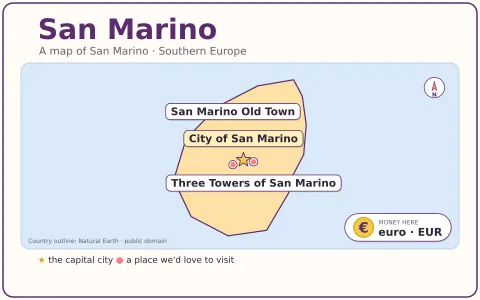 San Marino
A map of San Marino · Southern Europe
N
San Marino Old Town
City of San Marino
Three Towers of San Marino
MONEY HERE
€ euro · EUR
Country outline: Natural Earth · public domain
★ the capital city ● a place we'd love to visit